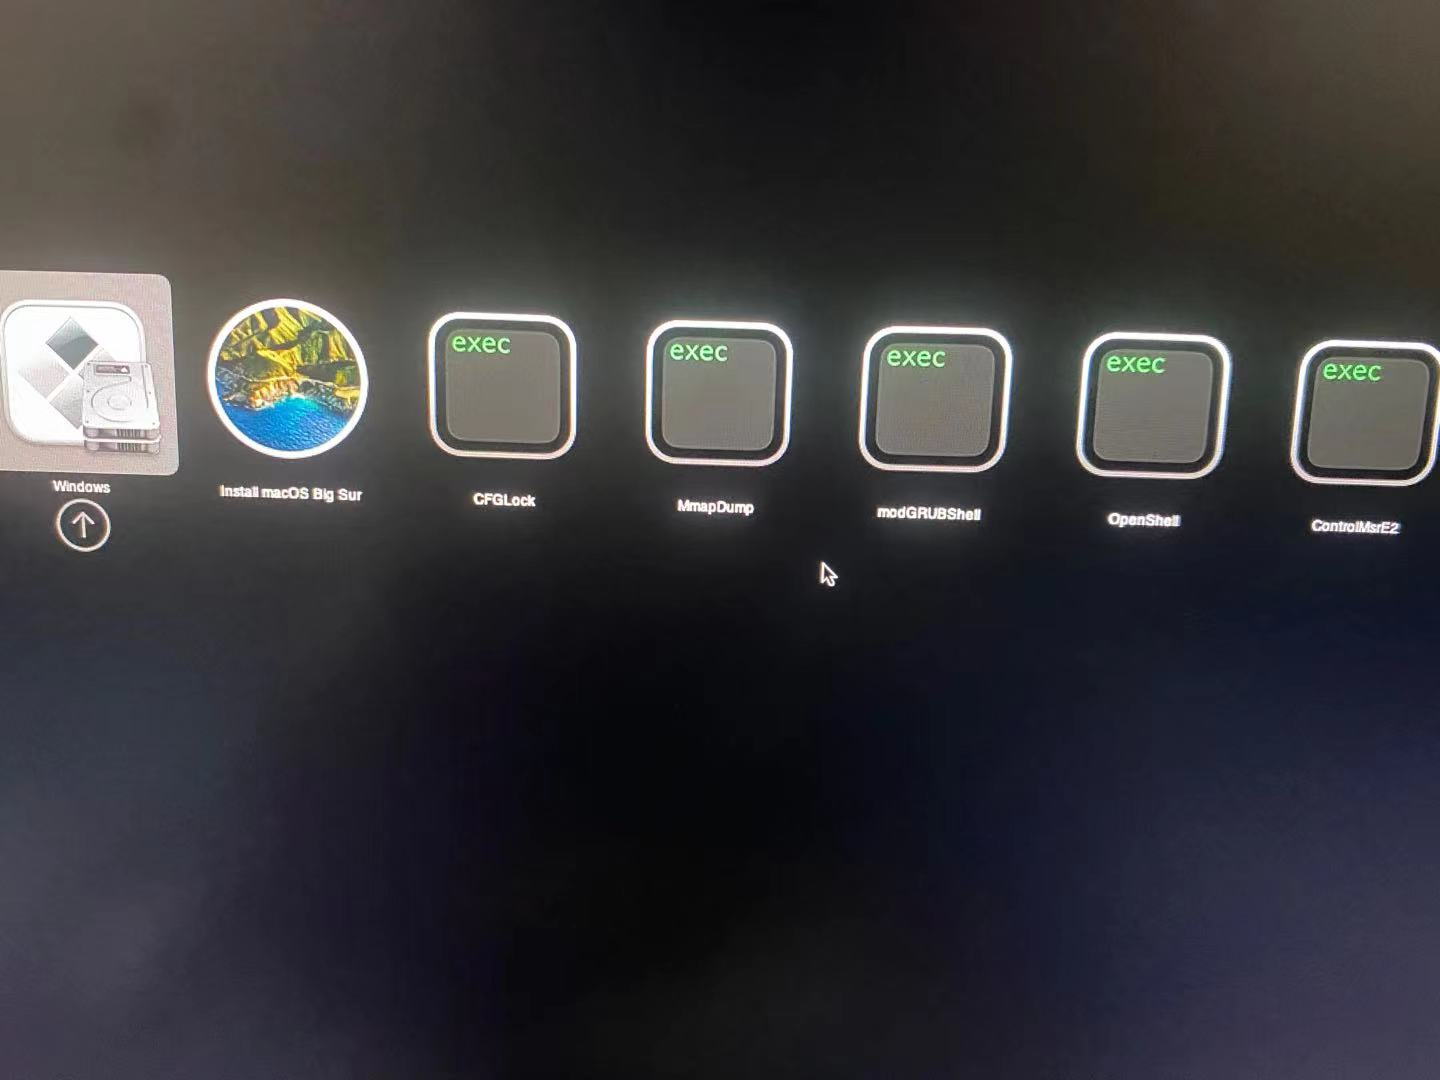 exec
exec
exec
exec
exec
Windows
Install macOS Big Sur
CFGLock
MmapDump
modGRUBShell
OpenShell
ControlMsrE2